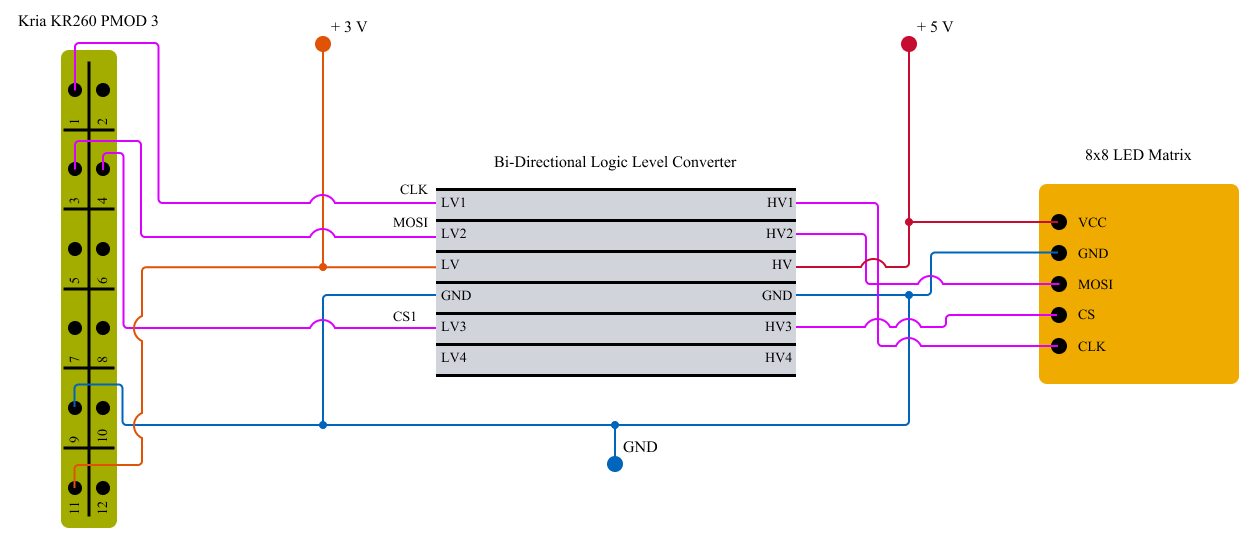 Kria KR260 PMOD 3
+ 3 V
+ 5 V
1
2
3
4
5
6
7
8
9
10
11
12
Bi-Directional Logic Level Converter
CLK
MOSI
CS1
LV1 HV1
LV2 HV2
LV HV
GND GND
LV3 HV3
LV4 HV4
GND
8x8 LED Matrix
VCC
GND
MOSI
CS
CLK